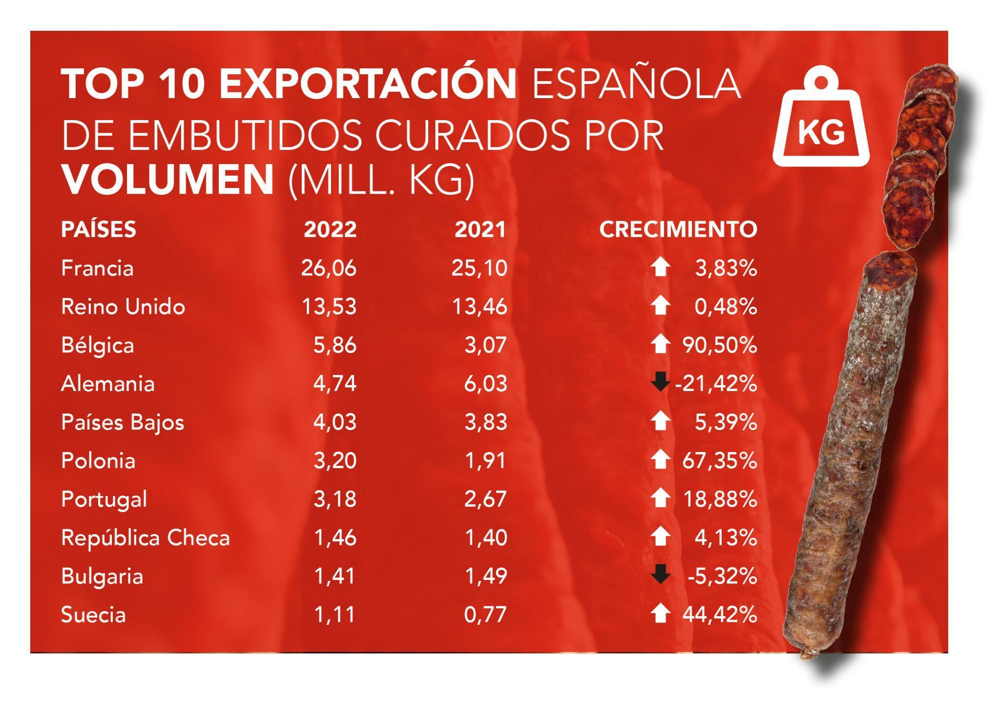 TOP 10 EXPORTACIÓN ESPAÑOLA
DE EMBUTIDOS CURADOS POR
VOLUMEN (MILL. KG)
KG
PAÍSES 2022 2021 CRECIMIENTO
Francia 26,06 25,10 3,83%
Reino Unido 13,53 13,46 0,48%
Bélgica 5,86 3,07 90,50%
Alemania 4,74 6,03 -21,42%
Países Bajos 4,03 3,83 5,39%
Polonia 3,20 1,91 67,35%
Portugal 3,18 2,67 18,88%
República Checa 1,46 1,40 4,13%
Bulgaria 1,41 1,49 -5,32%
Suecia 1,11 0,77 44,42%